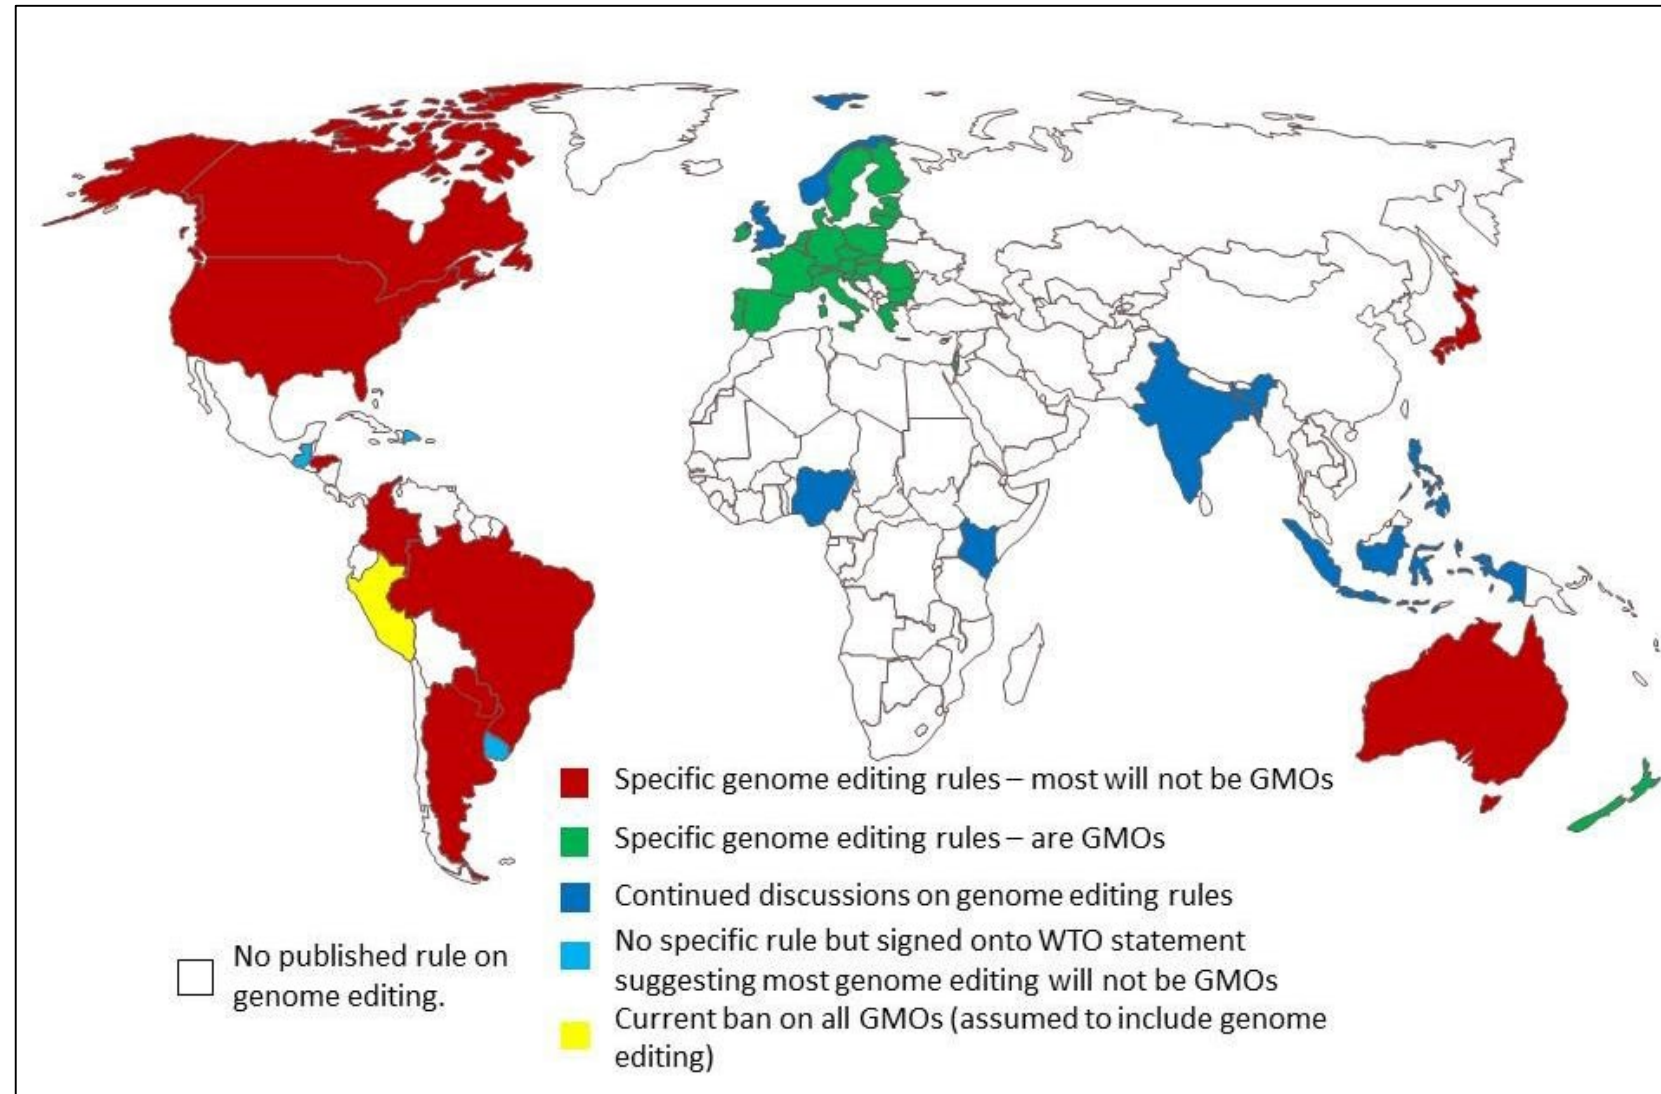 Specific genome editing rules – most will not be GMOs
Specific genome editing rules – are GMOs
Continued discussions on genome editing rules
No specific rule but signed onto WTO statement
suggesting most genome editing will not be GMOs
Current ban on all GMOs (assumed to include genome
editing)
No published rule on
genome editing.